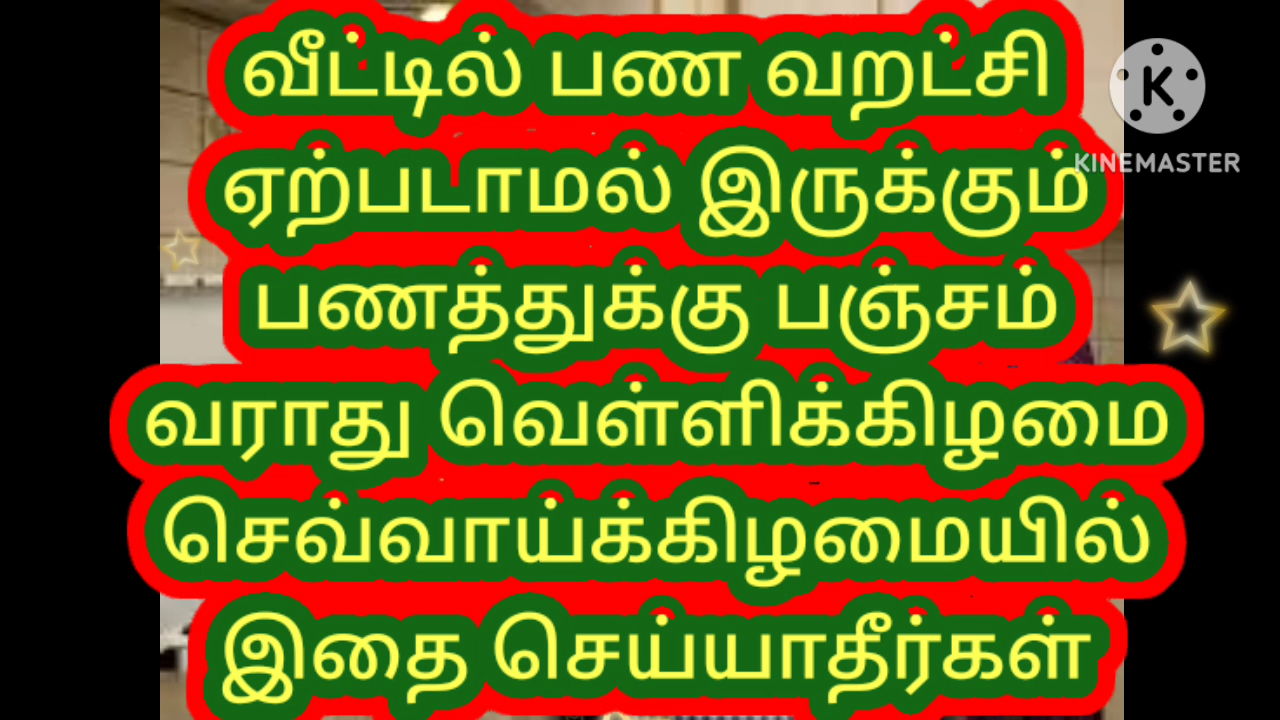 வீட்டில் பண வறட்சி
ஏற்படாமல் இருக்கும்
பணத்துக்கு பஞ்சம்
வராது வெள்ளிக்கிழமை
செவ்வாய்க்கிழமையில்
இதை செய்யாதீர்கள்
K
KINEMASTER